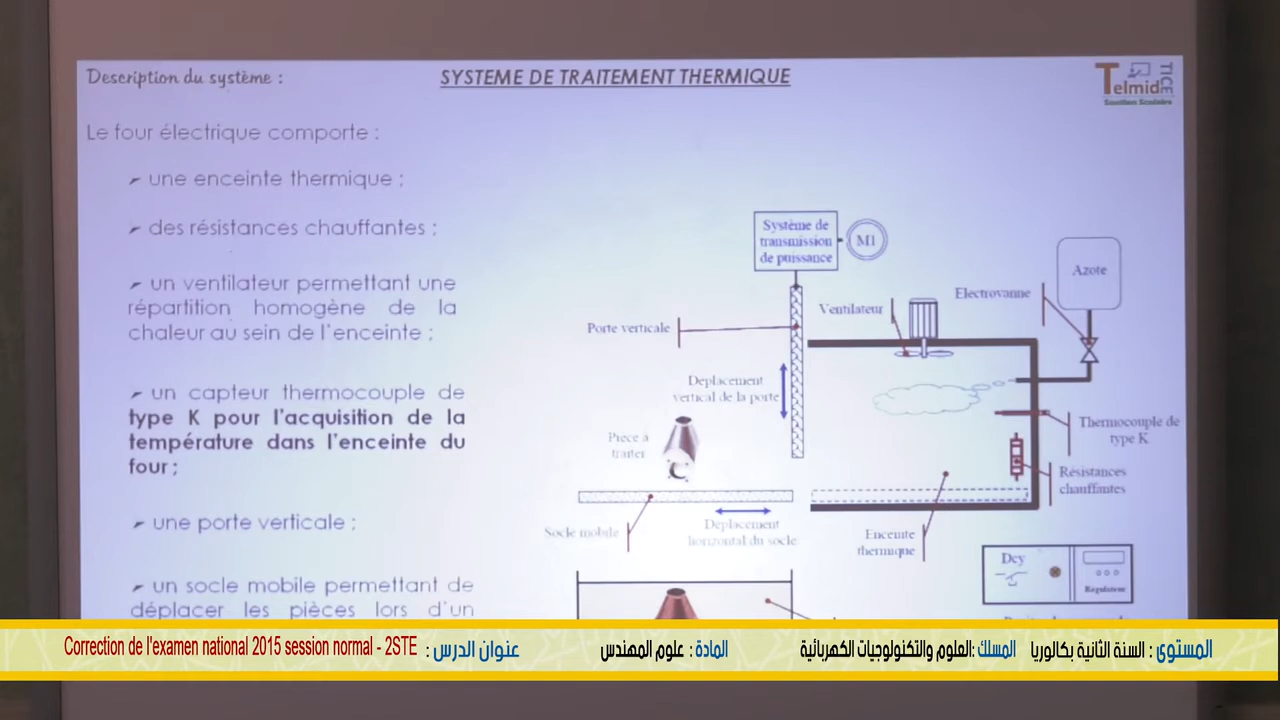 Description du système :
SYSTEME DE TRAITEMENT THERMIQUE
Telmid TICE
Soutien Scolaire
Le four électrique comporte :
➢ une enceinte thermique ;
➢ des résistances chauffantes ;
➢ un ventilateur permettant une
répartition homogène de la
chaleur au sein de l'enceinte ;
➢ un capteur thermocouple de
type K pour l'acquisition de la
température dans l'enceinte du
four ;
➢ une porte verticale ;
➢ un socle mobile permettant de
déplacer les pièces lors d'un
Système de
transmission
de puissance
M1
Azote
Electrovanne
Ventilateur
Porte verticale
Deplacement
vertical de la porte
Thermocouple de
type K
Piece à
traiter
Résistances
chauffantes
Socle mobile
Deplacement
horizontal du socle
Enceinte
thermique
Dcy
Régulateur
المستوى : السنة الثانية بكالوريا
المسلك :العلوم والتكنولوجيات الكهربائية
المادة : علوم المهندس
عنوان الدرس : Correction de l'examen national 2015 session normal - 2STE